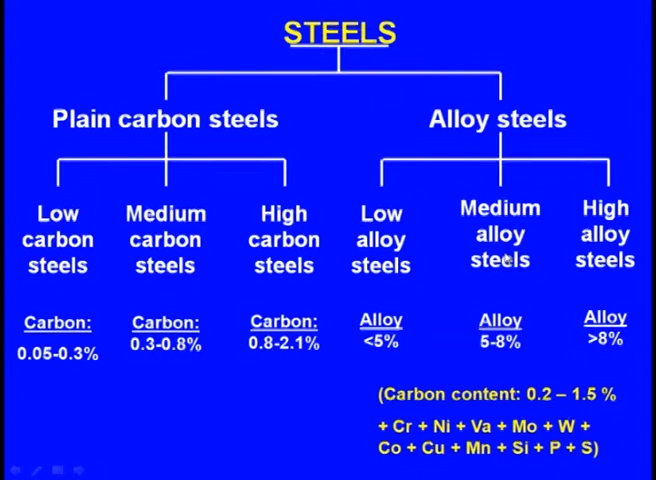 STEELS
Plain carbon steels
Alloy steels
Low
carbon
steels
Medium
carbon
steels
High
carbon
steels
Low
alloy
steels
Medium
alloy
steels
High
alloy
steels
Carbon:
0.05-0.3%
Carbon:
0.3-0.8%
Carbon:
0.8-2.1%
Alloy
<5%
Alloy
5-8%
Alloy
>8%
(Carbon content: 0.2 – 1.5 %
+ Cr + Ni + Va + Mo + W +
Co + Cu + Mn + Si + P + S)